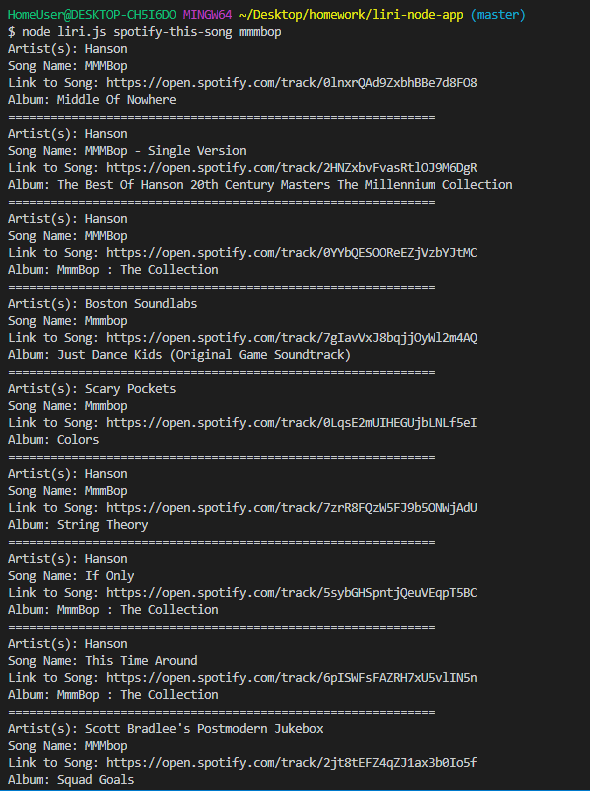 HomeUser@DESKTOP-CH5I6DO MINGW64 ~/Desktop/homework/liri-node-app (master)
$ node liri.js spotify-this-song mmmbop
Artist(s): Hanson
Song Name: MMMBop
Link to Song: https://open.spotify.com/track/0lnxrQAd9ZxbhBBe7d8FO8
Album: Middle Of Nowhere
=============================================================
Artist(s): Hanson
Song Name: MMMBop - Single Version
Link to Song: https://open.spotify.com/track/2HNZxbvFvasRtlOJ9M6DgR
Album: The Best Of Hanson 20th Century Masters The Millennium Collection
=============================================================
Artist(s): Hanson
Song Name: MMMBop
Link to Song: https://open.spotify.com/track/0YYbQESOOReEZjVzbYJtMC
Album: MmmBop : The Collection
=============================================================
Artist(s): Boston Soundlabs
Song Name: Mmmbop
Link to Song: https://open.spotify.com/track/7gIavVxJ8bqjjOyWl2m4AQ
Album: Just Dance Kids (Original Game Soundtrack)
=============================================================
Artist(s): Scary Pockets
Song Name: Mmmbop
Link to Song: https://open.spotify.com/track/0LqsE2mUIHEGUjbLNLf5eI
Album: Colors
=============================================================
Artist(s): Hanson
Song Name: MmmBop
Link to Song: https://open.spotify.com/track/7zrR8FQzW5FJ9b5ONWjAdU
Album: String Theory
=============================================================
Artist(s): Hanson
Song Name: If Only
Link to Song: https://open.spotify.com/track/5sybGHSpntjQeuVEqpT5BC
Album: MmmBop : The Collection
=============================================================
Artist(s): Hanson
Song Name: This Time Around
Link to Song: https://open.spotify.com/track/6pISWFsFAZRH7xU5vlIN5n
Album: MmmBop : The Collection
=============================================================
Artist(s): Scott Bradlee's Postmodern Jukebox
Song Name: MMMbop
Link to Song: https://open.spotify.com/track/2jt8tEFZ4qZJ1ax3b0Io5f
Album: Squad Goals